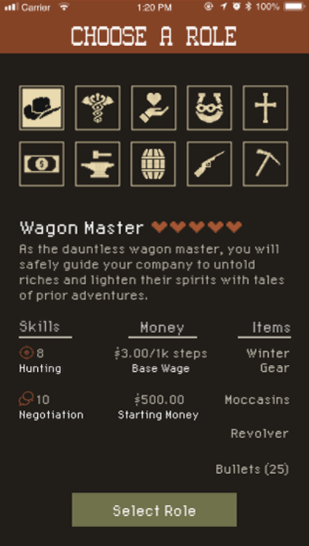 Carrier 1:20 PM 100%
CHOOSE A ROLE
Wagon Master
As the dauntless wagon master, you will
safely guide your company to untold
riches and lighten their spirits with tales
of prior adventures.
Skills Money Items
8 $3.00/1k steps Winter
Hunting Base Wage Gear
10 $500.00 Moccasins
Negotiation Starting Money
Revolver
Bullets (25)
Select Role